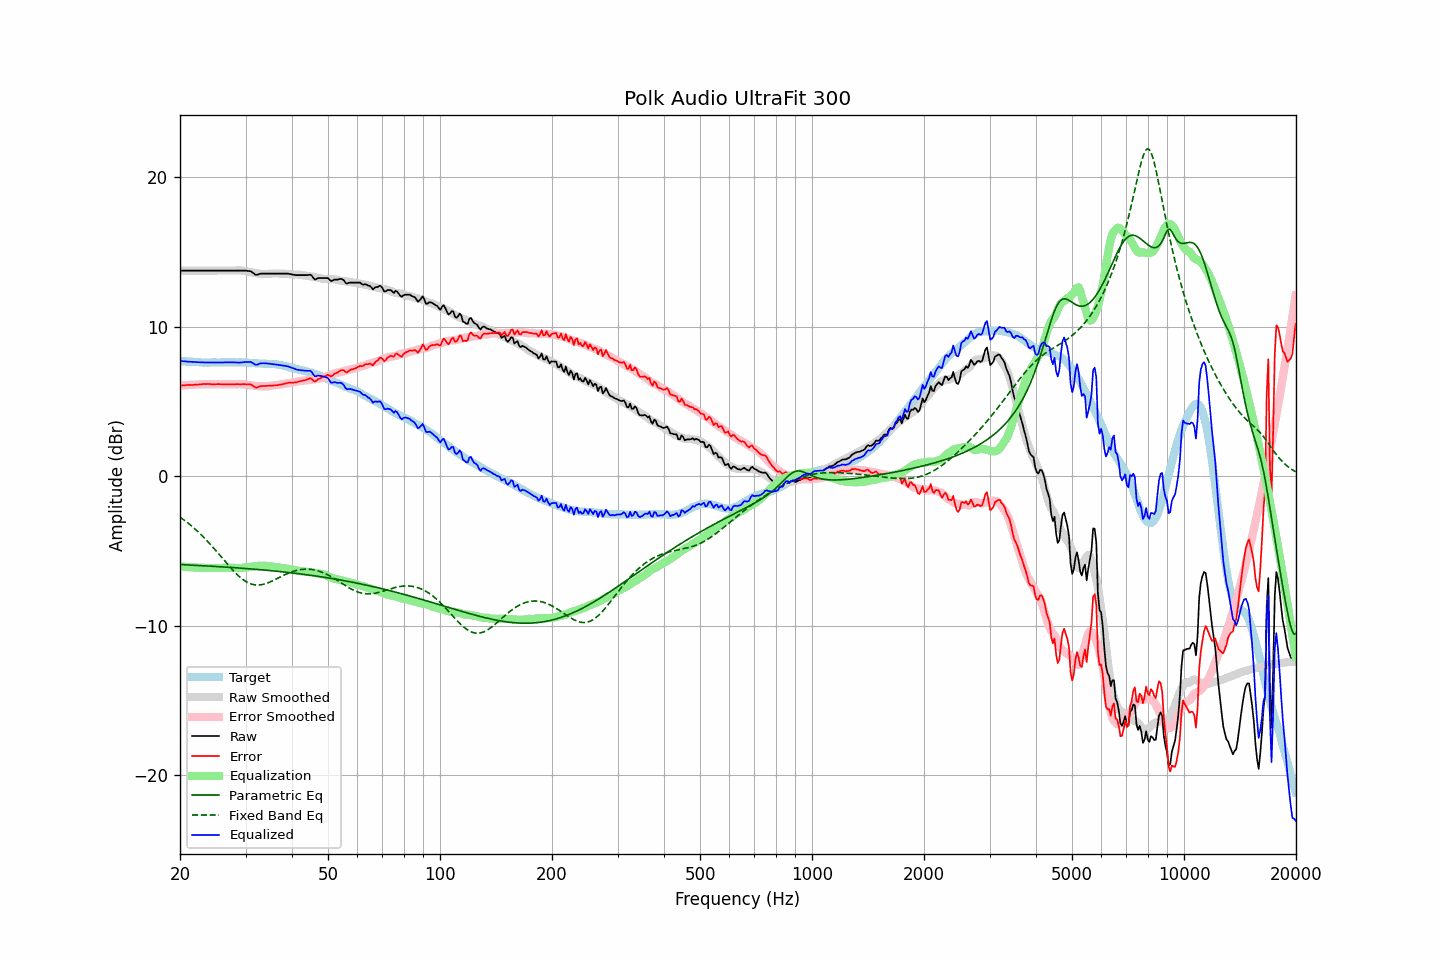 Polk Audio UltraFit 300
Amplitude (dBr)
20
10
0
−10
−20
Target
Raw Smoothed
Error Smoothed
Raw
Error
Equalization
Parametric Eq
Fixed Band Eq
Equalized
20 50 100 200 500 1000 2000 5000 10000 20000
Frequency (Hz)